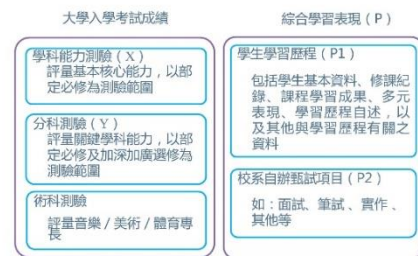 大學入學考試成績
學科能力測驗（X）
評量基本核心能力，以部
定必修為測驗範圍
分科測驗（Y）
評量關鍵學科能力，以部
定必修及加深加廣選修為
測驗範圍
術科測驗
評量音樂／美術／體育專
長
綜合學習表現（P）
學生學習歷程（P1）
包括學生基本資料、修課紀
錄、課程學習成果、多元
表現、學習歷程自述，以
及其他與學習歷程有關之
資料
校系自辦甄試項目（P2）
如：面試、筆試、實作、
其他等